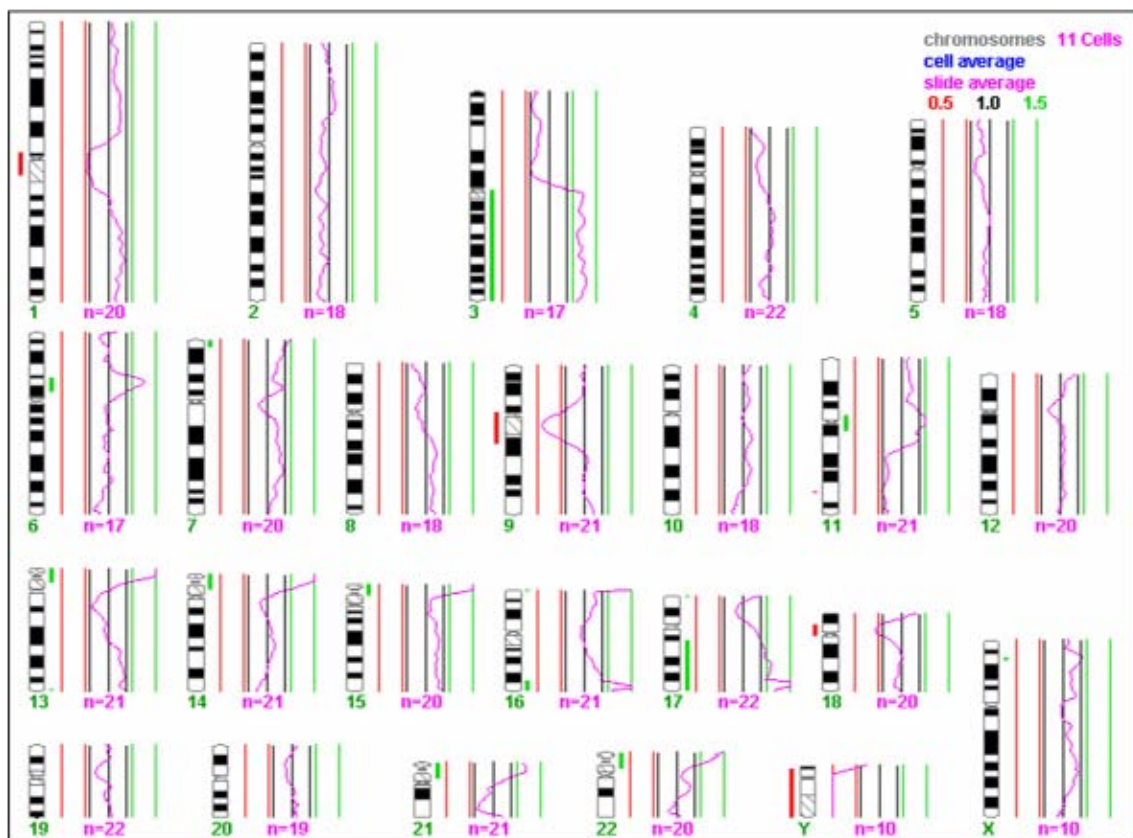 chromosomes 11 Cells
cell average
slide average
0.5 1.0 1.5
1 n=20 2 n=18 3 n=17 4 n=22 5 n=18
6 n=17 7 n=20 8 n=18 9 n=21 10 n=18 11 n=21 12 n=20
13 n=21 14 n=21 15 n=20 16 n=21 17 n=22 18 n=20
19 n=22 20 n=19 21 n=21 22 n=20 Y n=10 X n=10